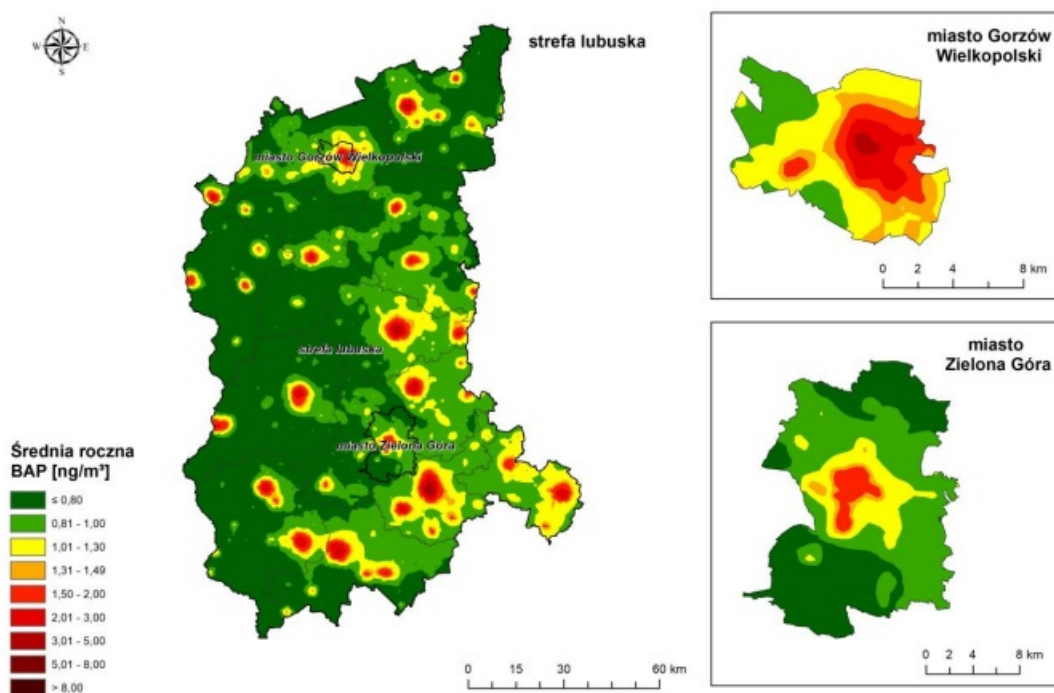 N
W
E
S
strefa lubuska
miasto Gorzów Wielkopolski
strefa lubuska
miasto Zielona Góra
Średnia roczna
BAP [ng/m³]
≤ 0,80
0,81 - 1,00
1,01 - 1,30
1,31 - 1,49
1,50 - 2,00
2,01 - 3,00
3,01 - 5,00
5,01 - 8,00
> 8,00
0 15 30 60 km
miasto Gorzów
Wielkopolski
0 2 4 8 km
miasto
Zielona Góra
0 2 4 8 km